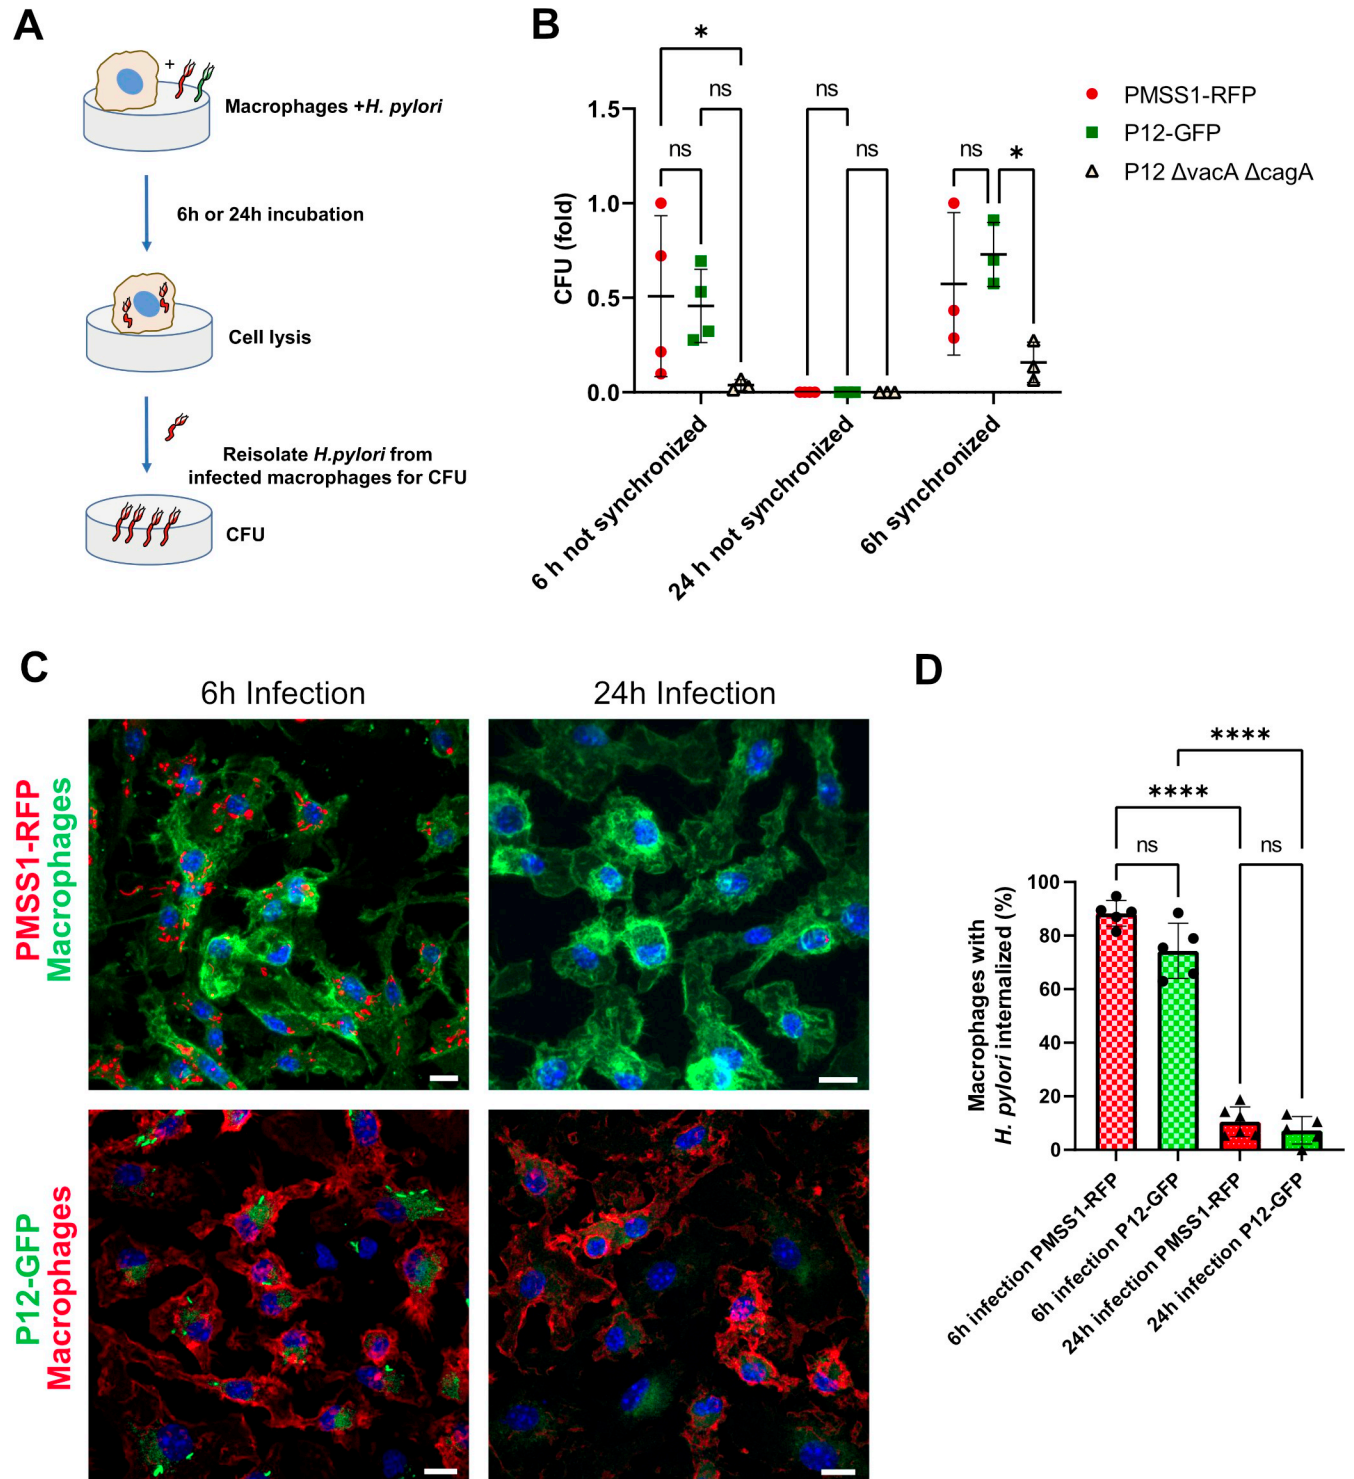 A
+
Macrophages +H. pylori
6h or 24h incubation
Cell lysis
Reisolate H.pylori from
infected macrophages for CFU
CFU
B
*
ns
ns
ns
ns
ns
*
CFU (fold)
1.5
1.0
0.5
0.0
6 h not synchronized
24 h not synchronized
6h synchronized
PMSS1-RFP
P12-GFP
P12 ΔvacA ΔcagA
C
6h Infection
24h Infection
PMSS1-RFP
Macrophages
P12-GFP
Macrophages
D
****
****
ns
ns
Macrophages with
H. pylori internalized (%)
100
80
60
40
20
0
6h infection PMSS1-RFP
6h infection P12-GFP
24h infection PMSS1-RFP
24h infection P12-GFP